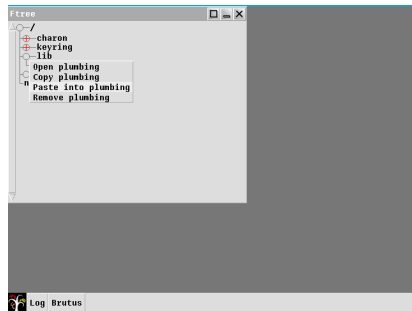 Ftree
/
charon
keyring
lib
Open plumbing
Copy plumbing
n
Paste into plumbing
Remove plumbing
Log Brutus